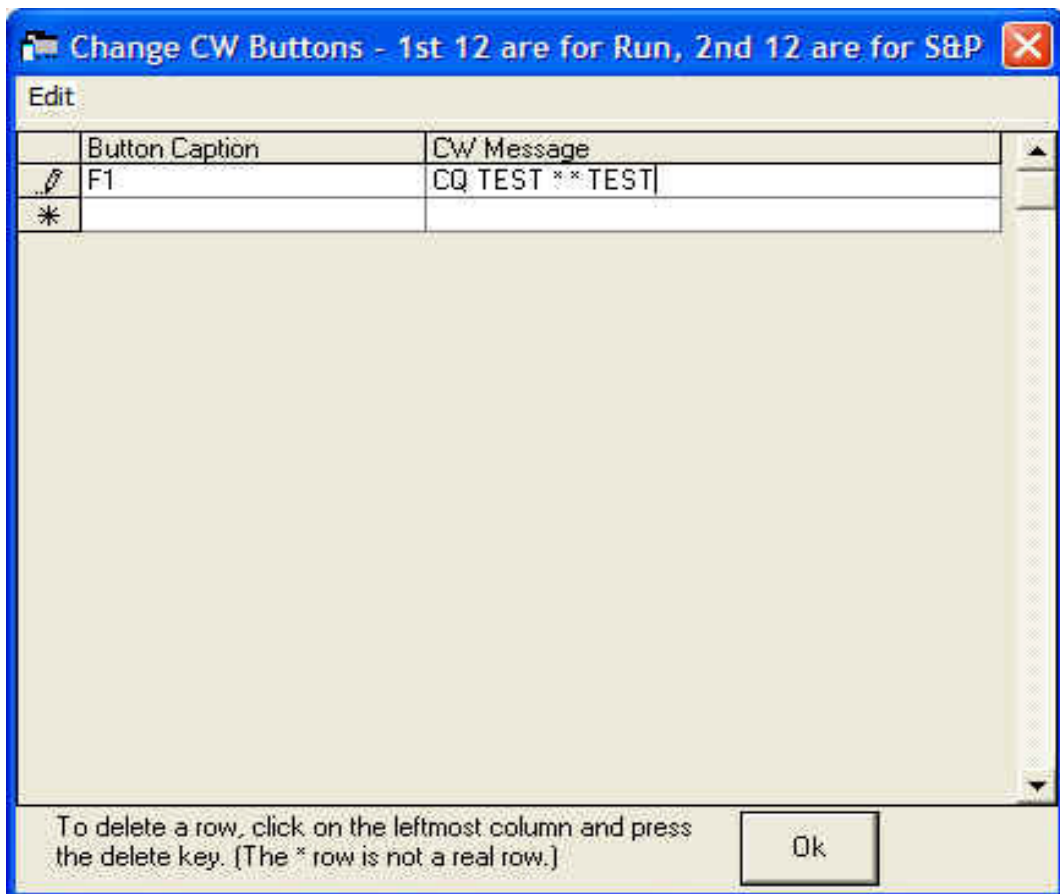 Change CW Buttons - 1st 12 are for Run, 2nd 12 are for S&P
Edit
Button Caption CW Message
F1 CQ TEST * * TEST
*
To delete a row, click on the leftmost column and press
the delete key. (The * row is not a real row.)
Ok